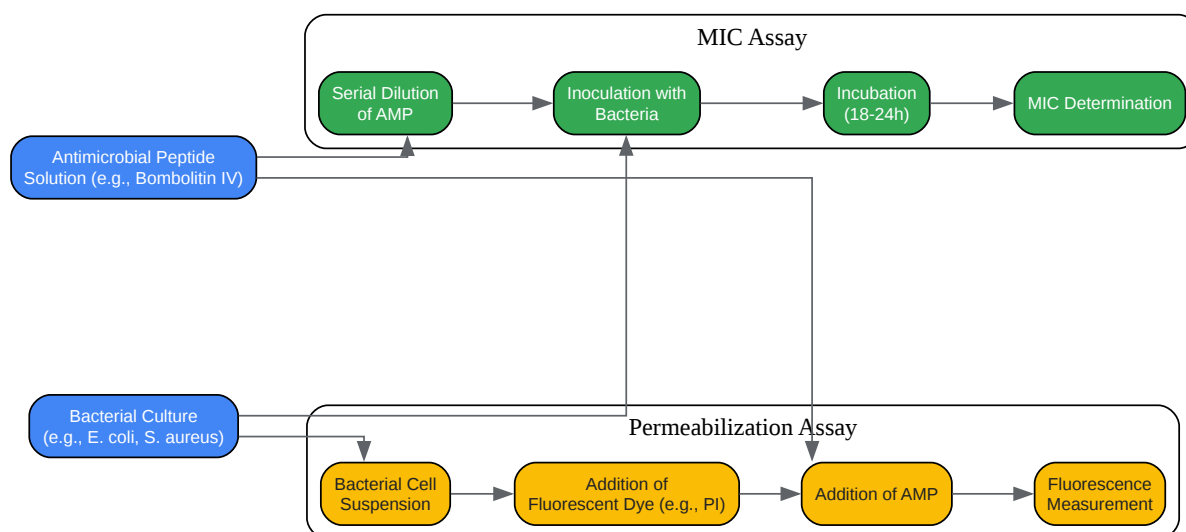 MIC Assay
Serial Dilution
of AMP
Inoculation with
Bacteria
Incubation
(18-24h)
MIC Determination
Antimicrobial Peptide
Solution (e.g., Bombolitin IV)
Bacterial Culture
(e.g., E. coli, S. aureus)
Permeabilization Assay
Bacterial Cell
Suspension
Addition of
Fluorescent Dye (e.g., PI)
Addition of AMP
Fluorescence
Measurement